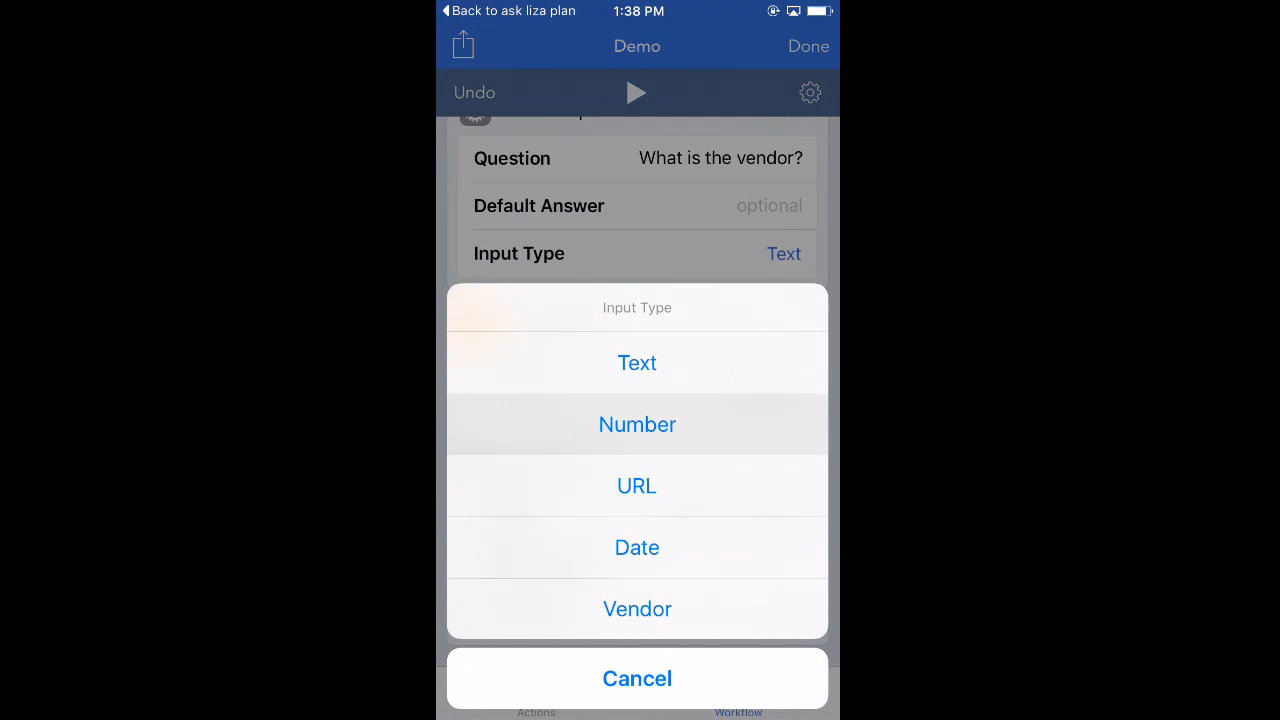 Back to ask liza plan 1:38 PM
Demo Done
Undo
Question What is the vendor?
Default Answer optional
Input Type Text
Input Type
Text
Number
URL
Date
Vendor
Cancel
Actions Workflow